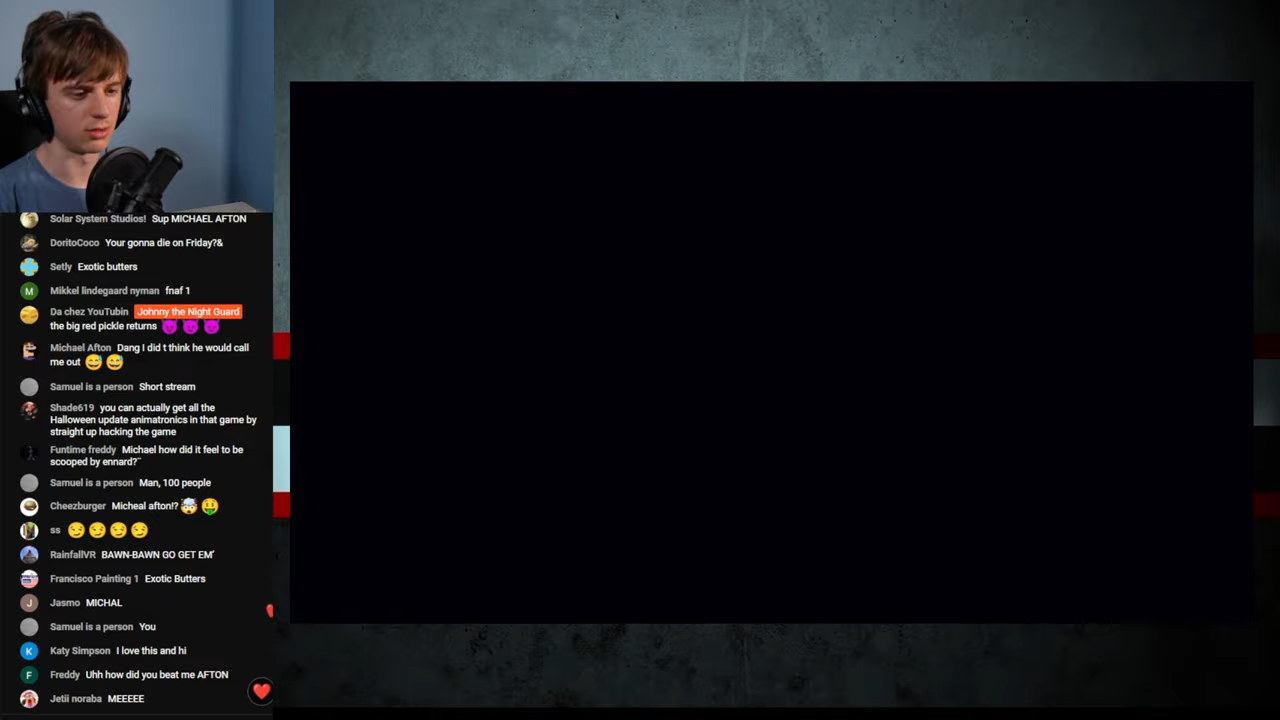 Solar System Studios! Sup MICHAEL AFTON
DoritoCoco Your gonna die on Friday?&
Setly Exotic butters
M
Mikkel lindegaard nyman fnaf 1
Da chez YouTubin Johnny the Night Guard
the big red pickle returns 😈 😈 😈
Michael Afton Dang I did t think he would call
me out 😅 😅
Samuel is a person Short stream
Shade619 you can actually get all the
Halloween update animatronics in that game by
straight up hacking the game
Funtime freddy Michael how did it feel to be
scooped by ennard?¨
Samuel is a person Man, 100 people
Cheezburger Micheal afton!? 🤯 🤑
ss 😏 😏 😏 😏
RainfallVR BAWN-BAWN GO GET EM'
Francisco Painting 1 Exotic Butters
J
Jasmo MICHAL
Samuel is a person You
K
Katy Simpson I love this and hi
F
Freddy Uhh how did you beat me AFTON
Jetii noraba MEEEEE